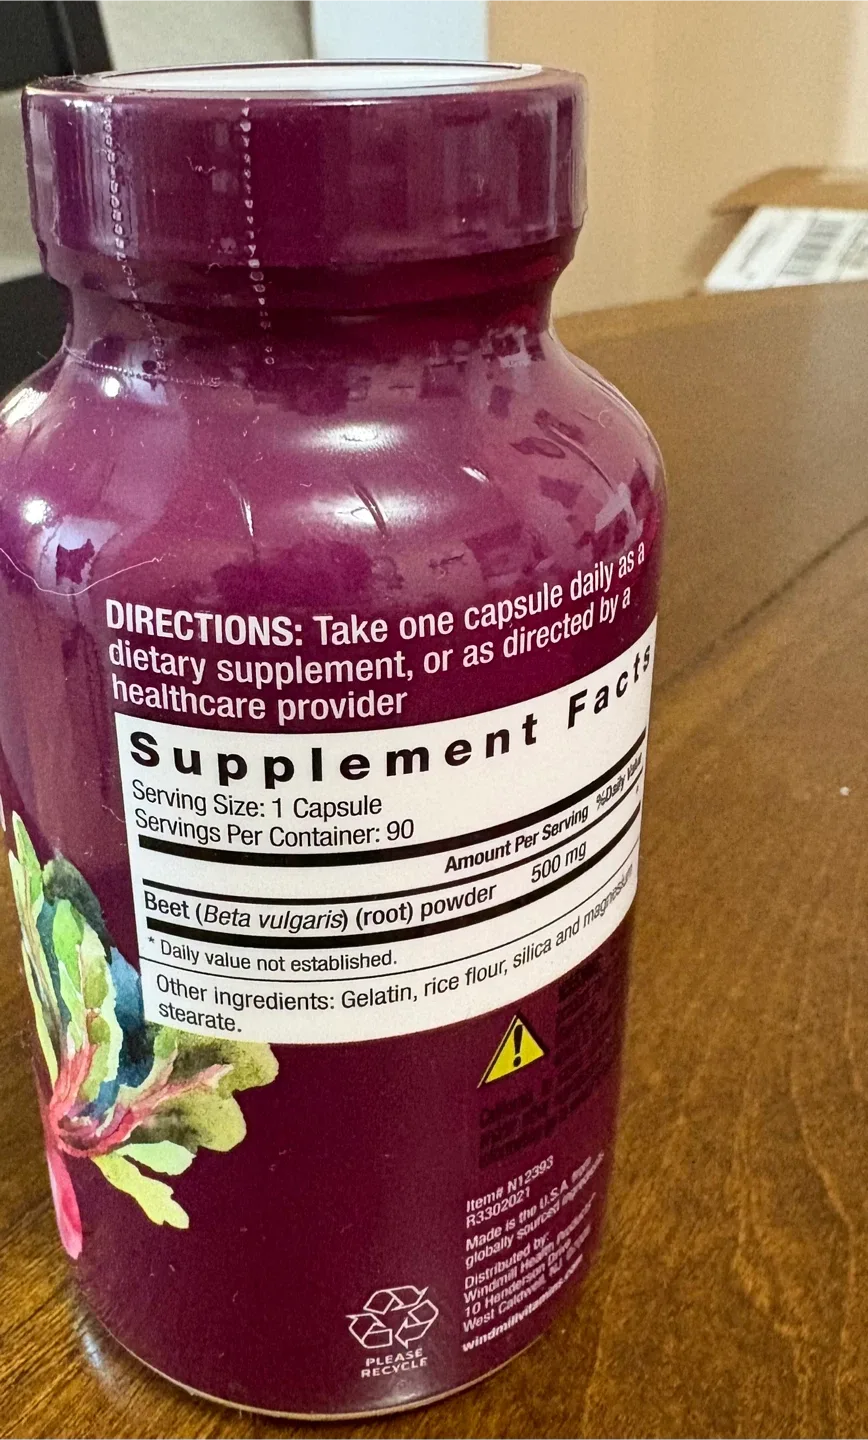 DIRECTIONS: Take one capsule daily as a
dietary supplement, or as directed by a
healthcare provider
Supplement Facts
Serving Size: 1 Capsule
Servings Per Container: 90
Amount Per Serving %Daily Value
Beet (Beta vulgaris) (root) powder 500 mg *
* Daily value not established.
Other ingredients: Gelatin, rice flour, silica and magnesium
stearate.
Item# N12393
R3302021
Made is the U.S.A. from
globally sourced ingredients.
Distributed by:
Windmill Health Products
10 Henderson Drive
West Caldwell, NJ
windmillvitamins.com
PLEASE
RECYCLE